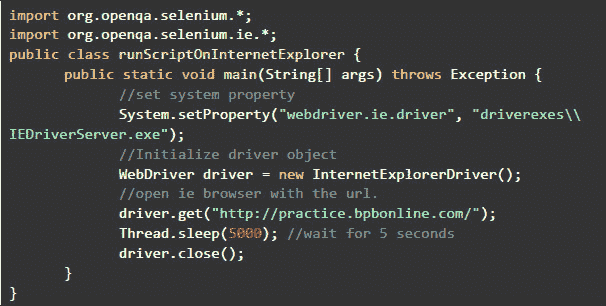 import org.openqa.selenium.*;
import org.openqa.selenium.ie.*;
public class runScriptOnInternetExplorer {
public static void main(String[] args) throws Exception {
//set system property
System.setProperty("webdriver.ie.driver", "driverexes\\
IEDriverServer.exe");
//Initialize driver object
WebDriver driver = new InternetExplorerDriver();
//open ie browser with the url.
driver.get("http://practice.bpbonline.com/");
Thread.sleep(5000); //wait for 5 seconds
driver.close();
}
}